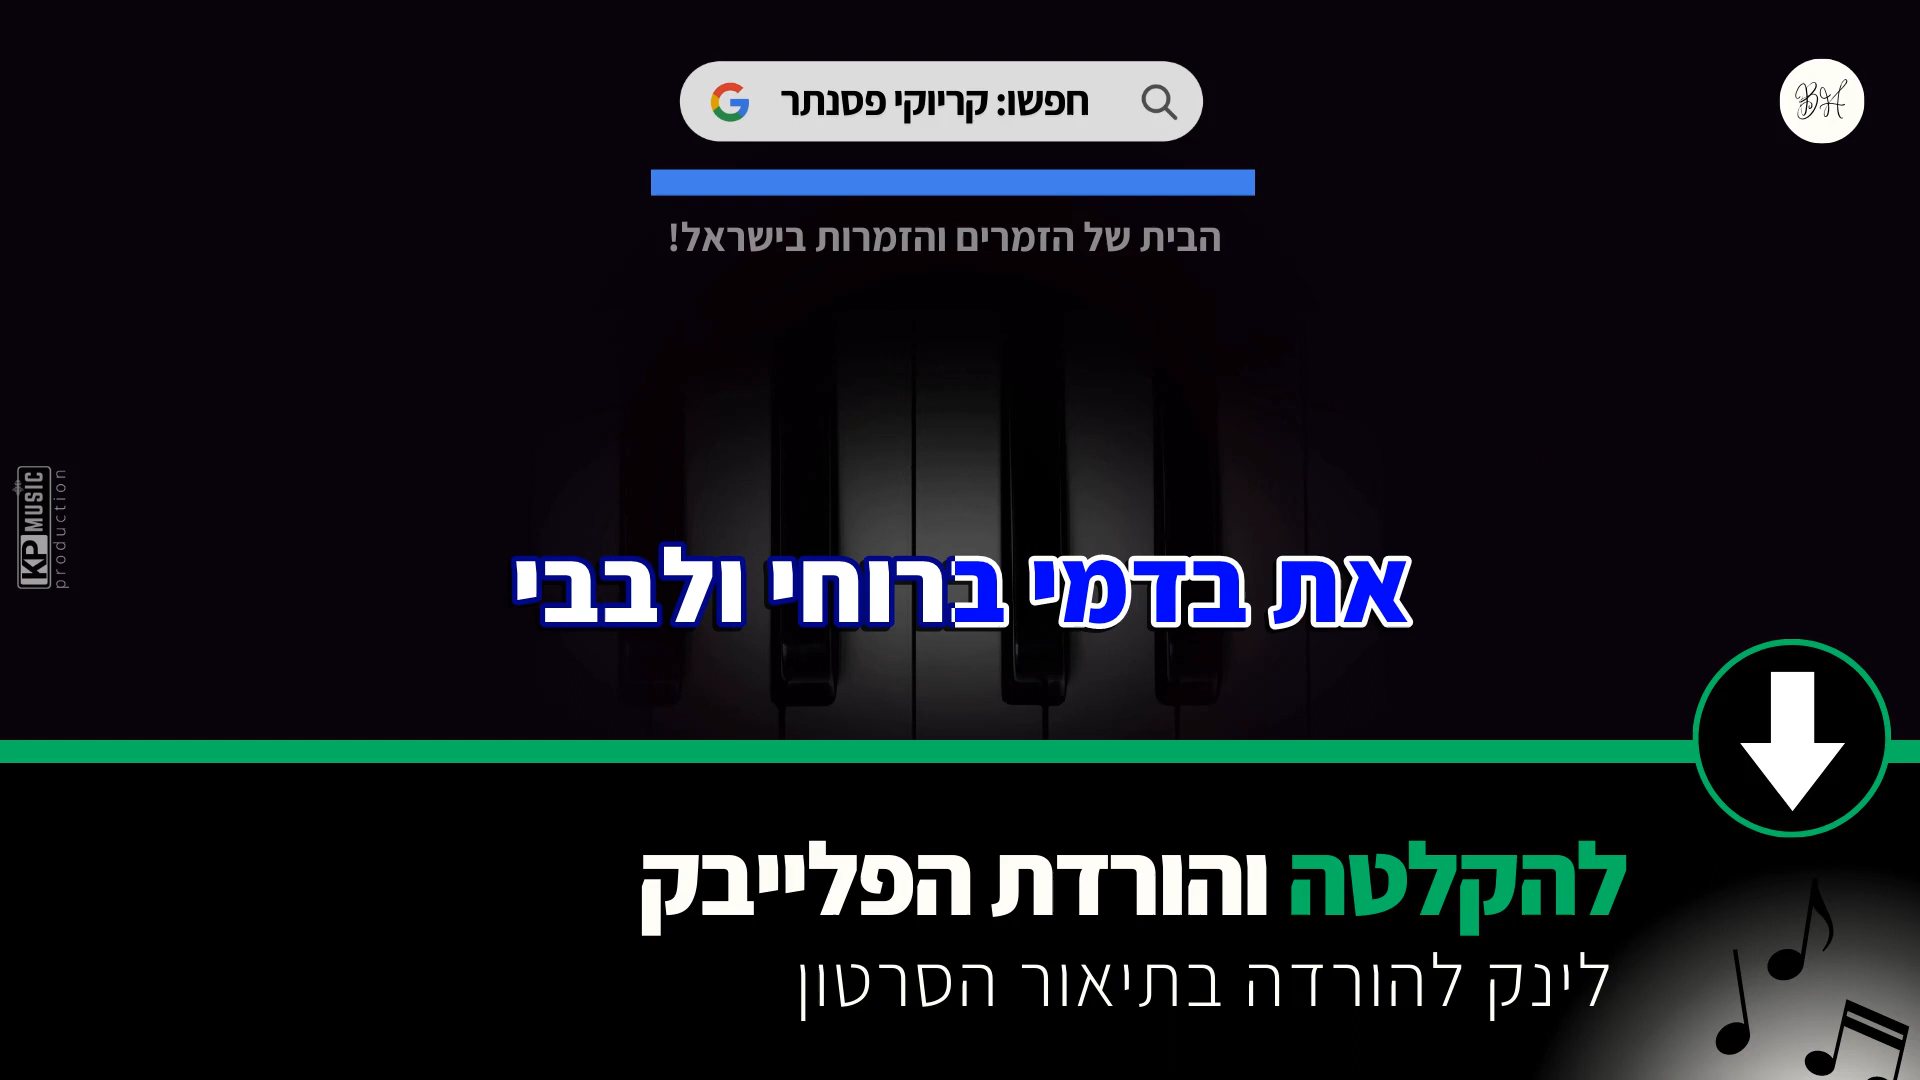 חפשו: קריוקי פסנתר
BH
הבית של הזמרים והזמרות בישראל!
KP MUSIC
production
את בדמי ברוחי ולבבי
להקלטה והורדת הפלייבק
לינק להורדה בתיאור הסרטון